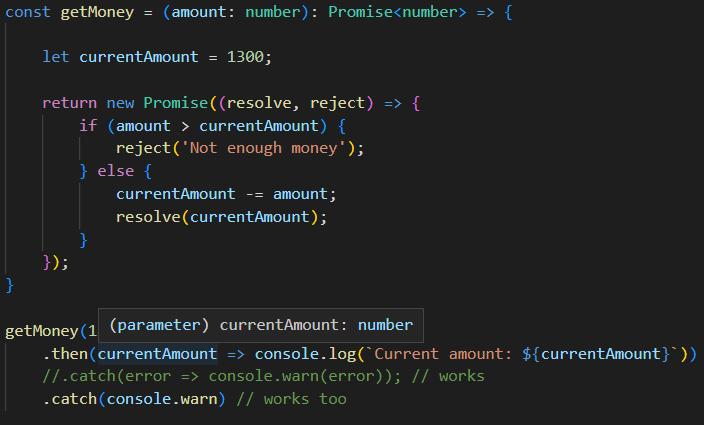 const getMoney = (amount: number): Promise<number> => {
let currentAmount = 1300;
return new Promise((resolve, reject) => {
if (amount > currentAmount) {
reject('Not enough money');
} else {
currentAmount -= amount;
resolve(currentAmount);
}
});
}
(parameter) currentAmount: number
getMoney(1
.then(currentAmount => console.log(`Current amount: ${currentAmount}`))
//.catch(error => console.warn(error)); // works
.catch(console.warn) // works too